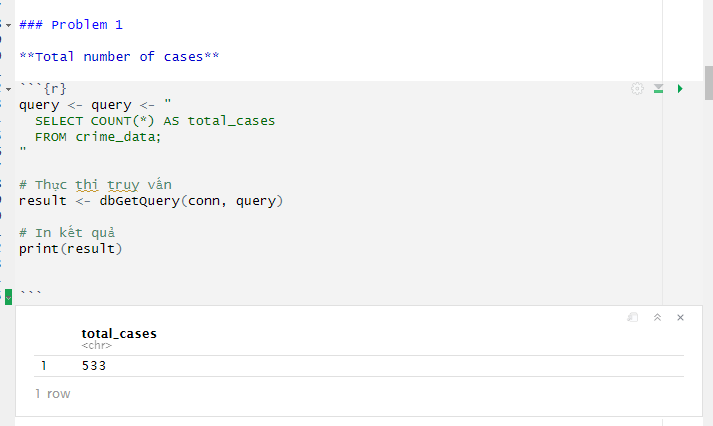 ### Problem 1
**Total number of cases**
```{r}
query <- query <- "
SELECT COUNT(*) AS total_cases
FROM crime_data;
"
# Thực thi truy vấn
result <- dbGetQuery(conn, query)
# In kết quả
print(result)
```
total_cases
<chr>
1 533
1 row